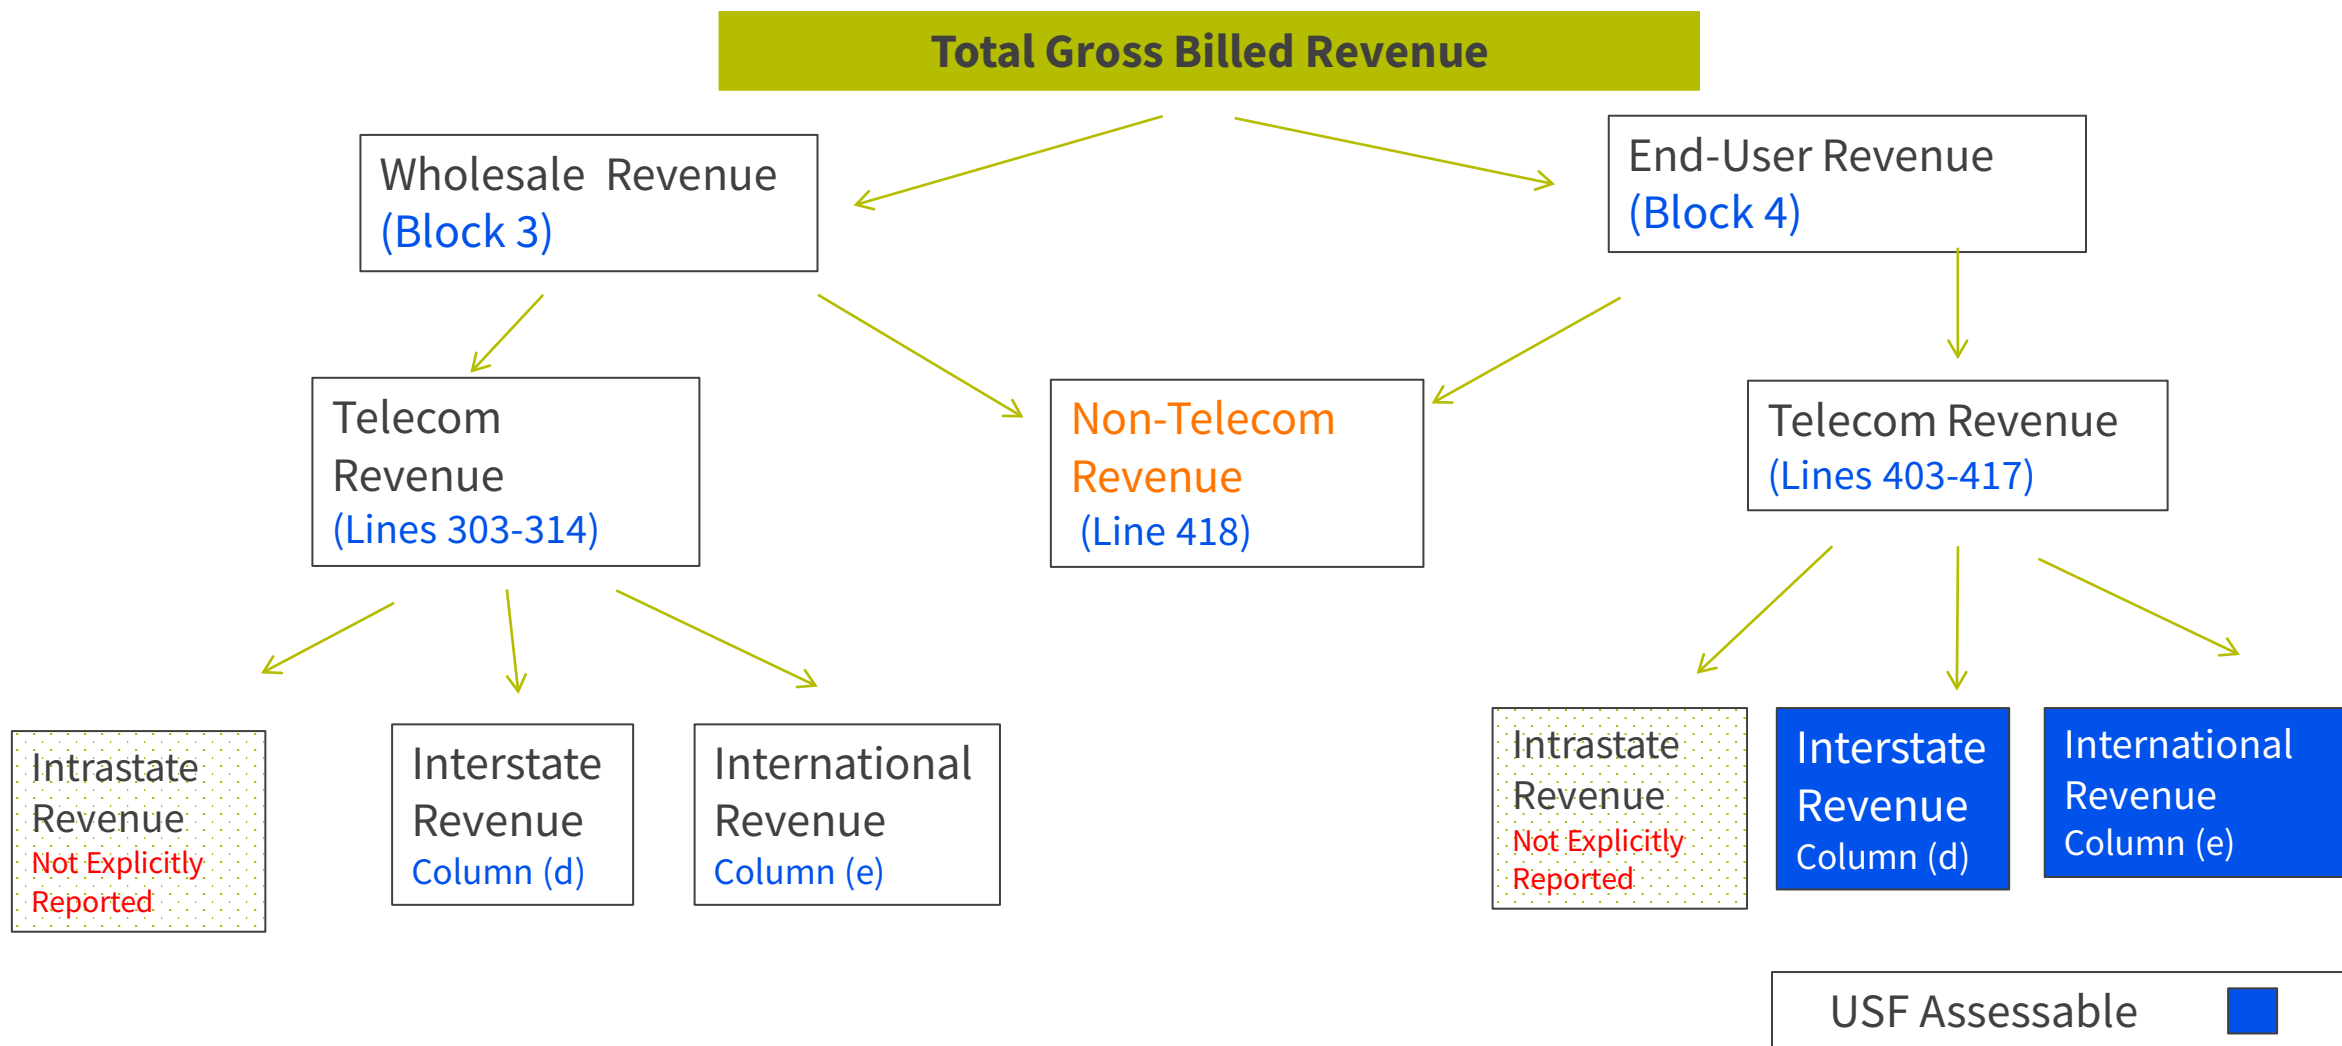 Total Gross Billed Revenue
Wholesale  Revenue
(Block 3)
End-User Revenue
(Block 4)
Telecom
Revenue
(Lines 303-314)
Non-Telecom
Revenue
(Line 418)
Telecom Revenue
(Lines 403-417)
Intrastate
Revenue
Not Explicitly
Reported
Interstate
Revenue
Column (d)
International
Revenue
Column (e)
Intrastate
Revenue
Not Explicitly
Reported
Interstate
Revenue
Column (d)
International
Revenue
Column (e)
USF Assessable